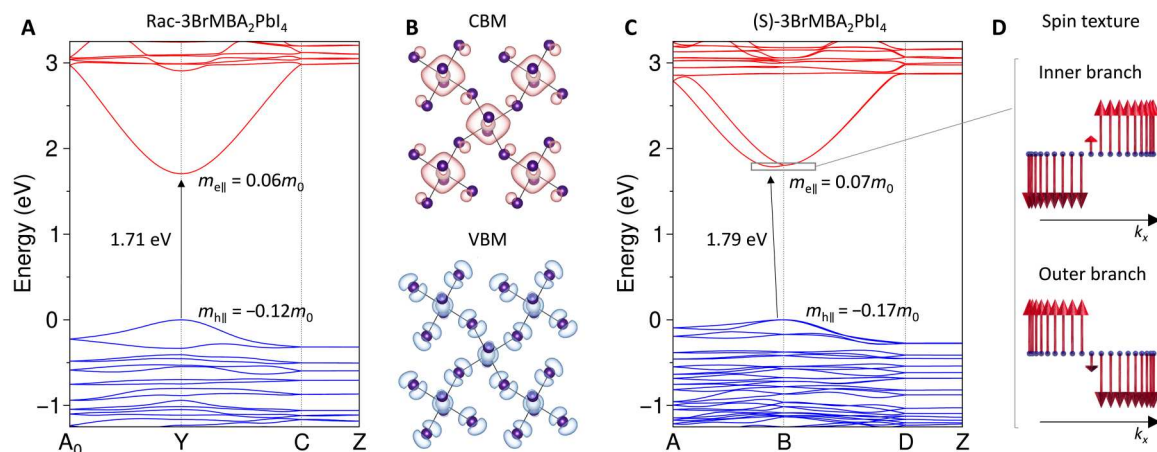 A
Rac-3BrMBA₂PbI₄
Energy (eV)
3
2
1
0
−1
1.71 eV
mₑ∥ = 0.06m₀
mₕ∥ = −0.12m₀
A₀
Y
C
Z
B
CBM
VBM
C
(S)-3BrMBA₂PbI₄
Energy (eV)
3
2
1
0
−1
1.79 eV
mₑ∥ = 0.07m₀
mₕ∥ = −0.17m₀
A
B
D
Z
D
Spin texture
Inner branch
kₓ
Outer branch
kₓ